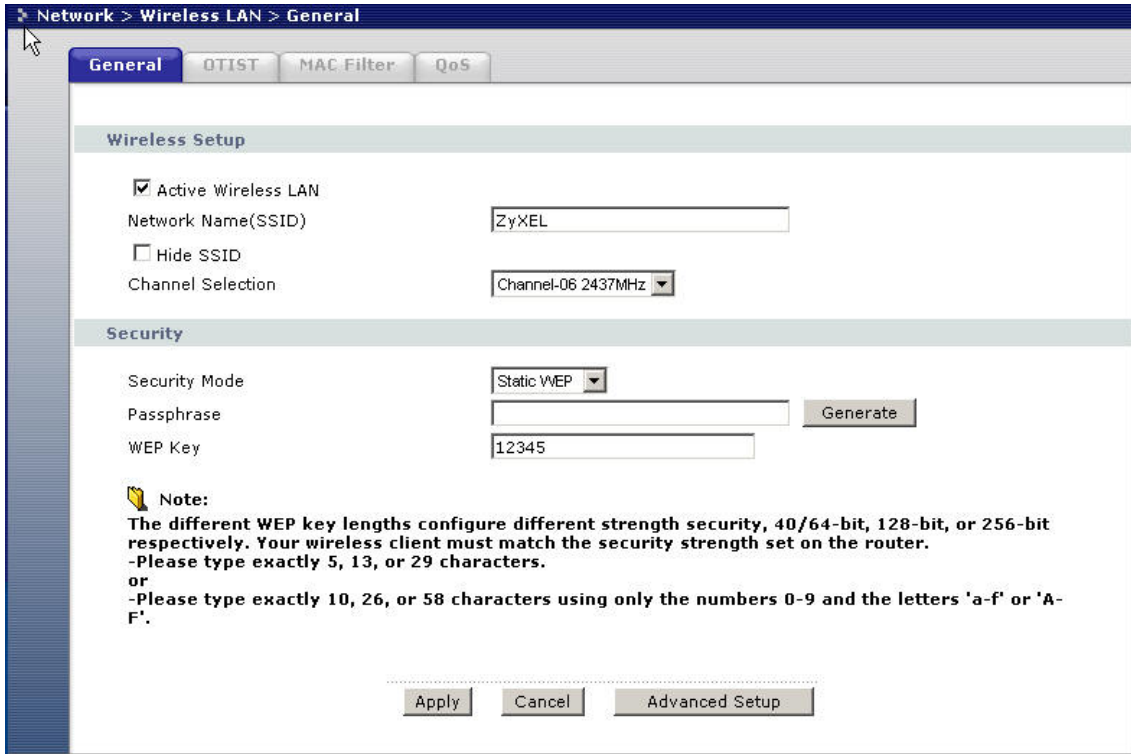 Network > Wireless LAN > General
General OTIST MAC Filter QoS
Wireless Setup
Active Wireless LAN
Network Name(SSID) ZyXEL
Hide SSID
Channel Selection Channel-06 2437MHz
Security
Security Mode Static WEP
Passphrase Generate
WEP Key 12345
Note:
The different WEP key lengths configure different strength security, 40/64-bit, 128-bit, or 256-bit
respectively. Your wireless client must match the security strength set on the router.
-Please type exactly 5, 13, or 29 characters.
or
-Please type exactly 10, 26, or 58 characters using only the numbers 0-9 and the letters 'a-f' or 'A-
F'.
Apply Cancel Advanced Setup